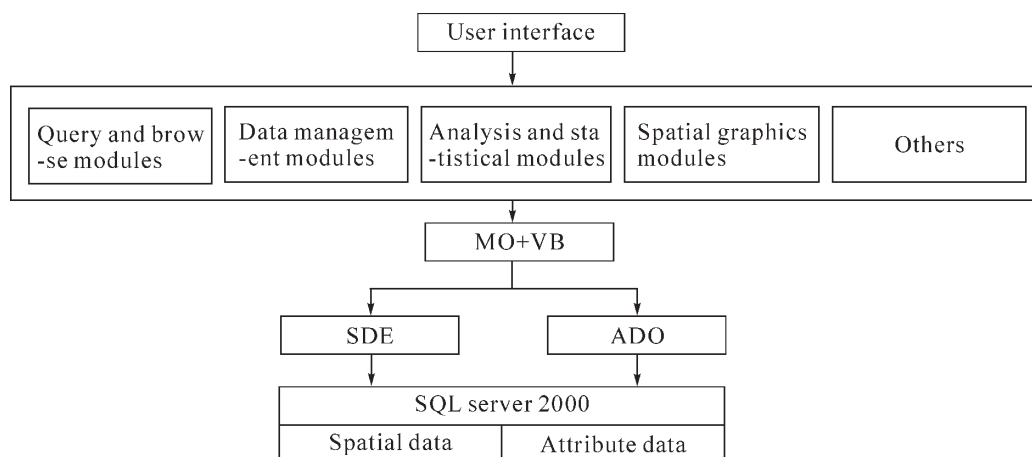 User interface
Query and brow
-se modules
Data managem
-ent modules
Analysis and sta
-tistical modules
Spatial graphics
modules
Others
MO+VB
SDE
ADO
SQL server 2000
Spatial data
Attribute data